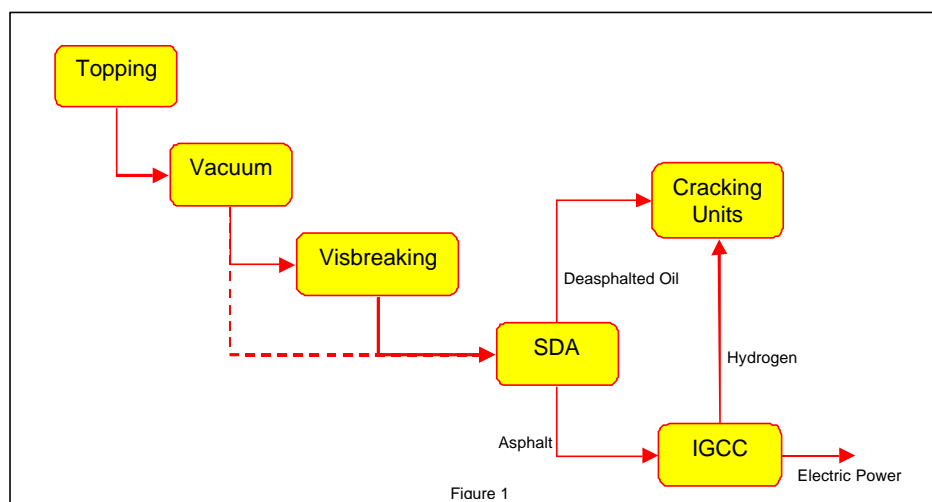 Topping
Vacuum
Cracking
Units
Visbreaking
Deasphalted Oil
SDA
Hydrogen
Asphalt
IGCC
Electric Power
Figure 1